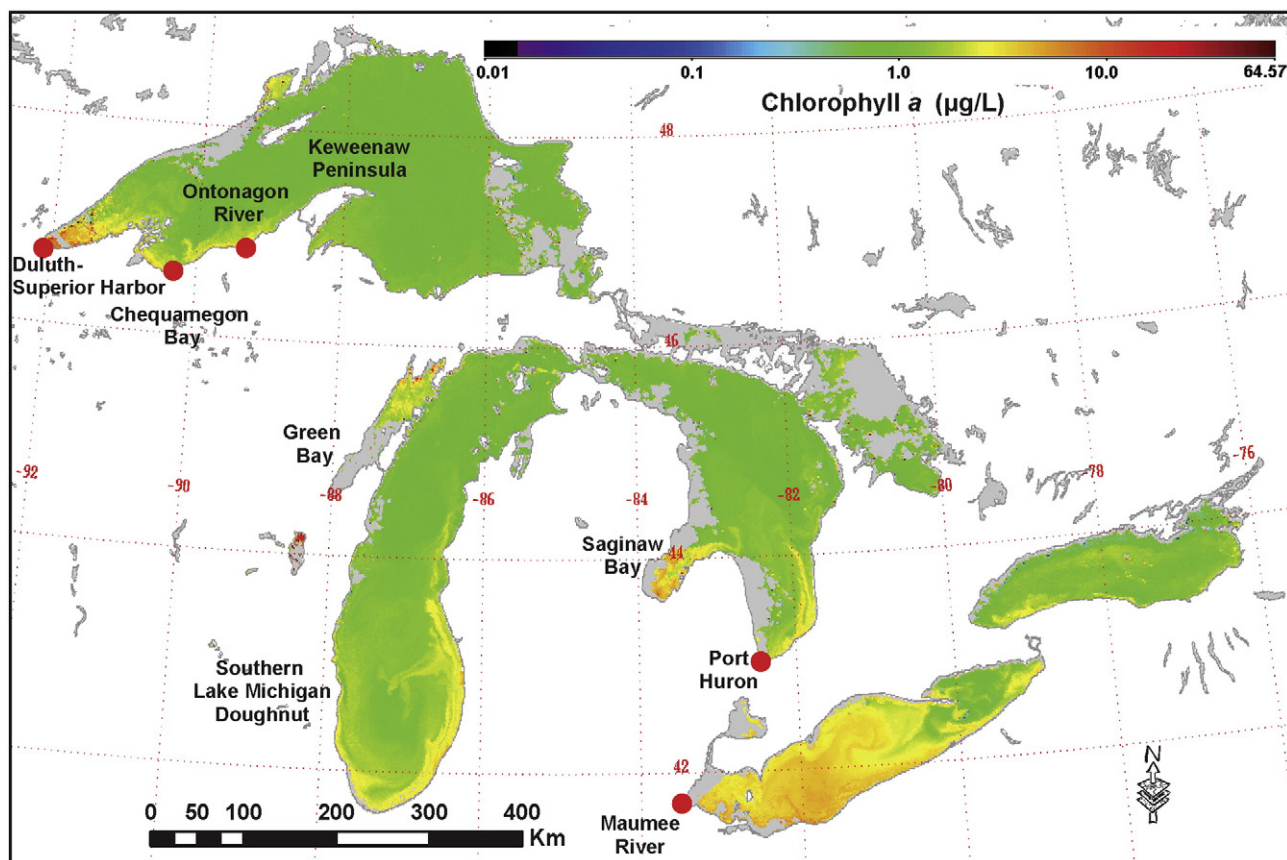 0.01 0.1 1.0 10.0 64.57
Chlorophyll a (µg/L)
48
Keweenaw
Peninsula
Ontonagon
River
Duluth-
Superior Harbor
Chequamegon
Bay
46
Green
Bay
-92
-90
-88
-86
-84
-82
-80
-78
-76
Saginaw
Bay
44
Southern
Lake Michigan
Doughnut
Port
Huron
42
Maumee
River
N
0 50 100 200 300 400
Km